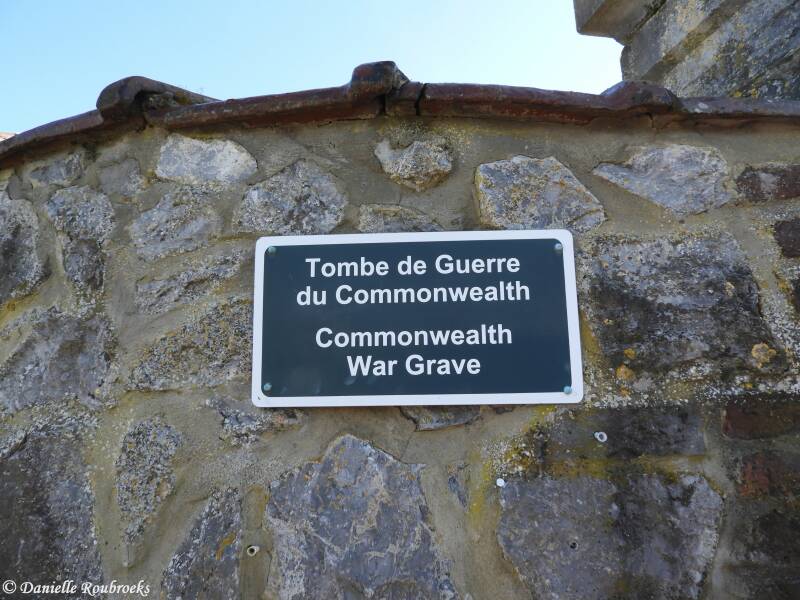 Tombe de Guerre
du Commonwealth
Commonwealth
War Grave
© Danielle Roubroeks